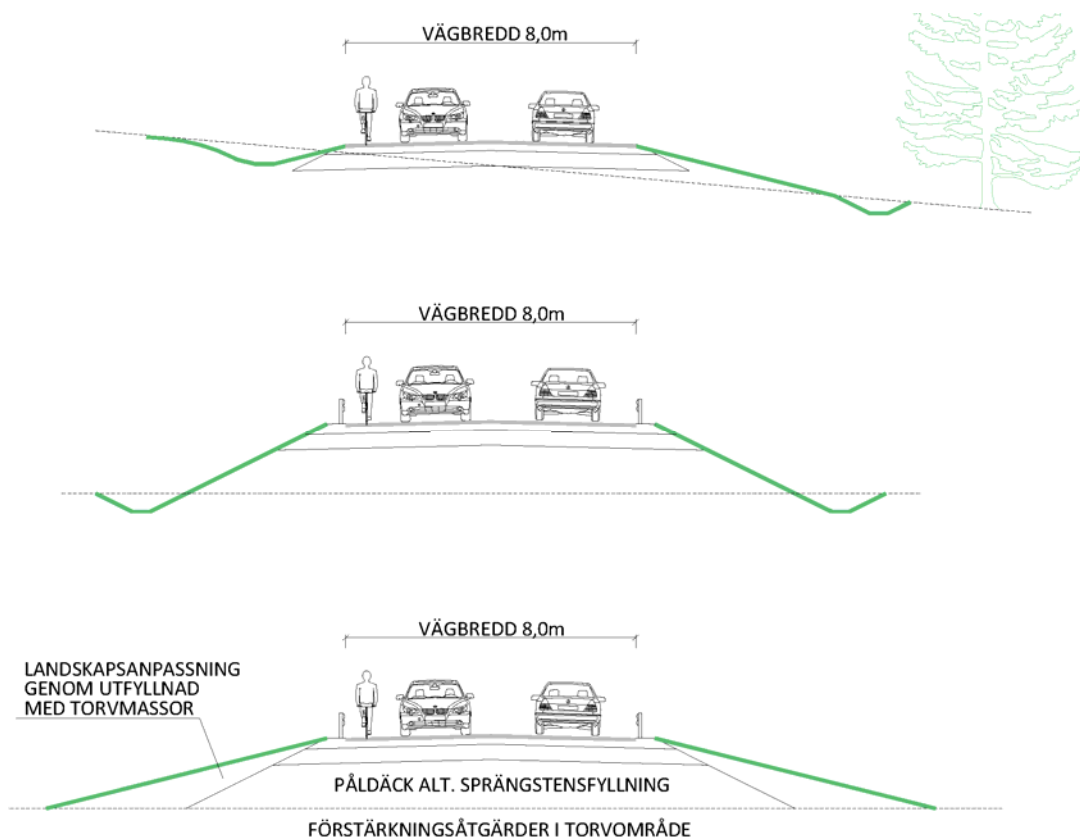 VÄGBREDD 8,0m
VÄGBREDD 8,0m
VÄGBREDD 8,0m
LANDSKAPSANPASSNING
GENOM UTFYLLNAD
MED TORVMASSOR
PÅLDÄCK ALT. SPRÄNGSTENSFYLLNING
FÖRSTÄRKNINGSÅTGÄRDER I TORVOMRÅDE